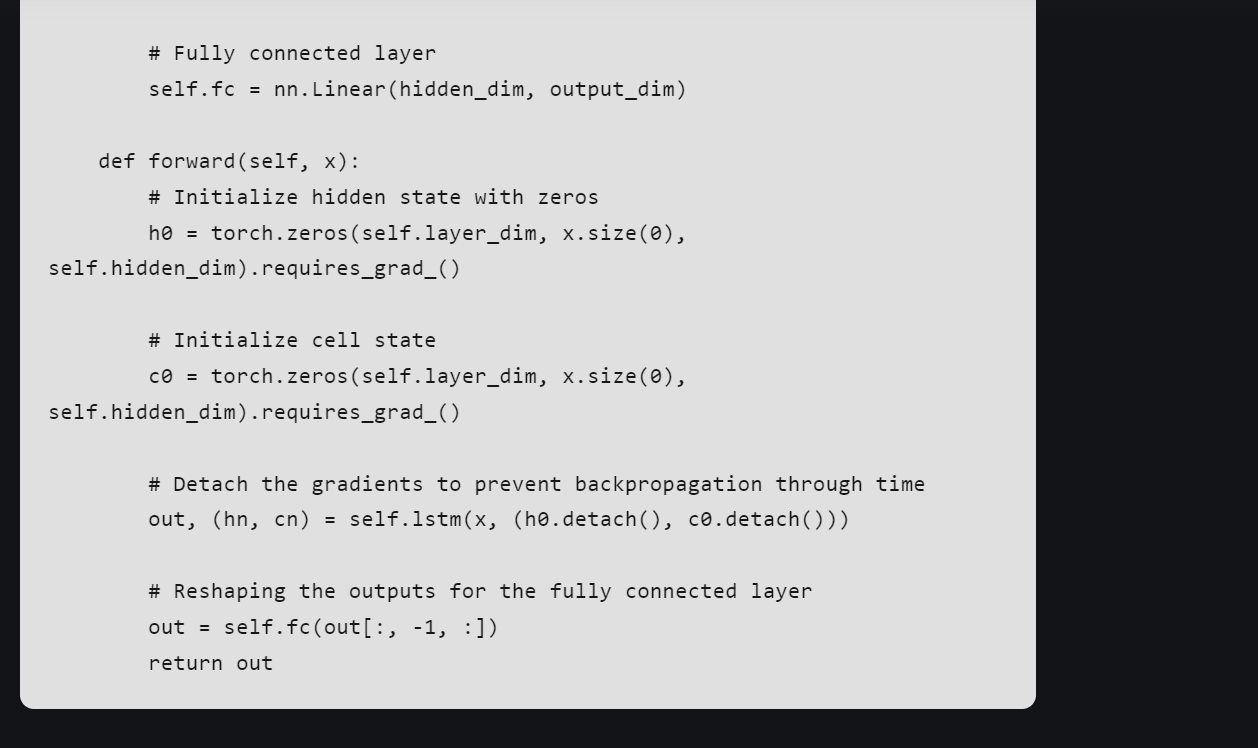 # Fully connected layer
self.fc = nn.Linear(hidden_dim, output_dim)
def forward(self, x):
# Initialize hidden state with zeros
h0 = torch.zeros(self.layer_dim, x.size(0),
self.hidden_dim).requires_grad_()
# Initialize cell state
c0 = torch.zeros(self.layer_dim, x.size(0),
self.hidden_dim).requires_grad_()
# Detach the gradients to prevent backpropagation through time
out, (hn, cn) = self.lstm(x, (h0.detach(), c0.detach()))
# Reshaping the outputs for the fully connected layer
out = self.fc(out[:, -1, :])
return out